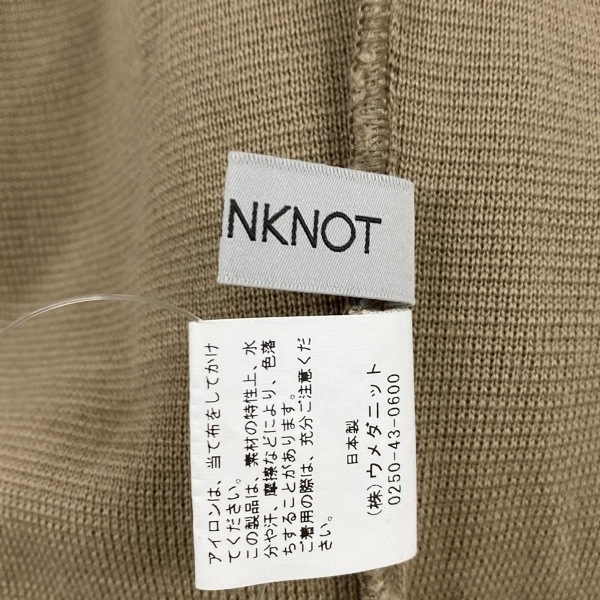 NKNOT
アイロンは、当て布をしてかけ
てください。
この製品は、素材の特性上、水
分や汗、摩擦などにより、色落
ちすることがあります。
ご着用の際は、充分ご注意くだ
さい。
日本製
(株)ウメダニット
0250-43-0600